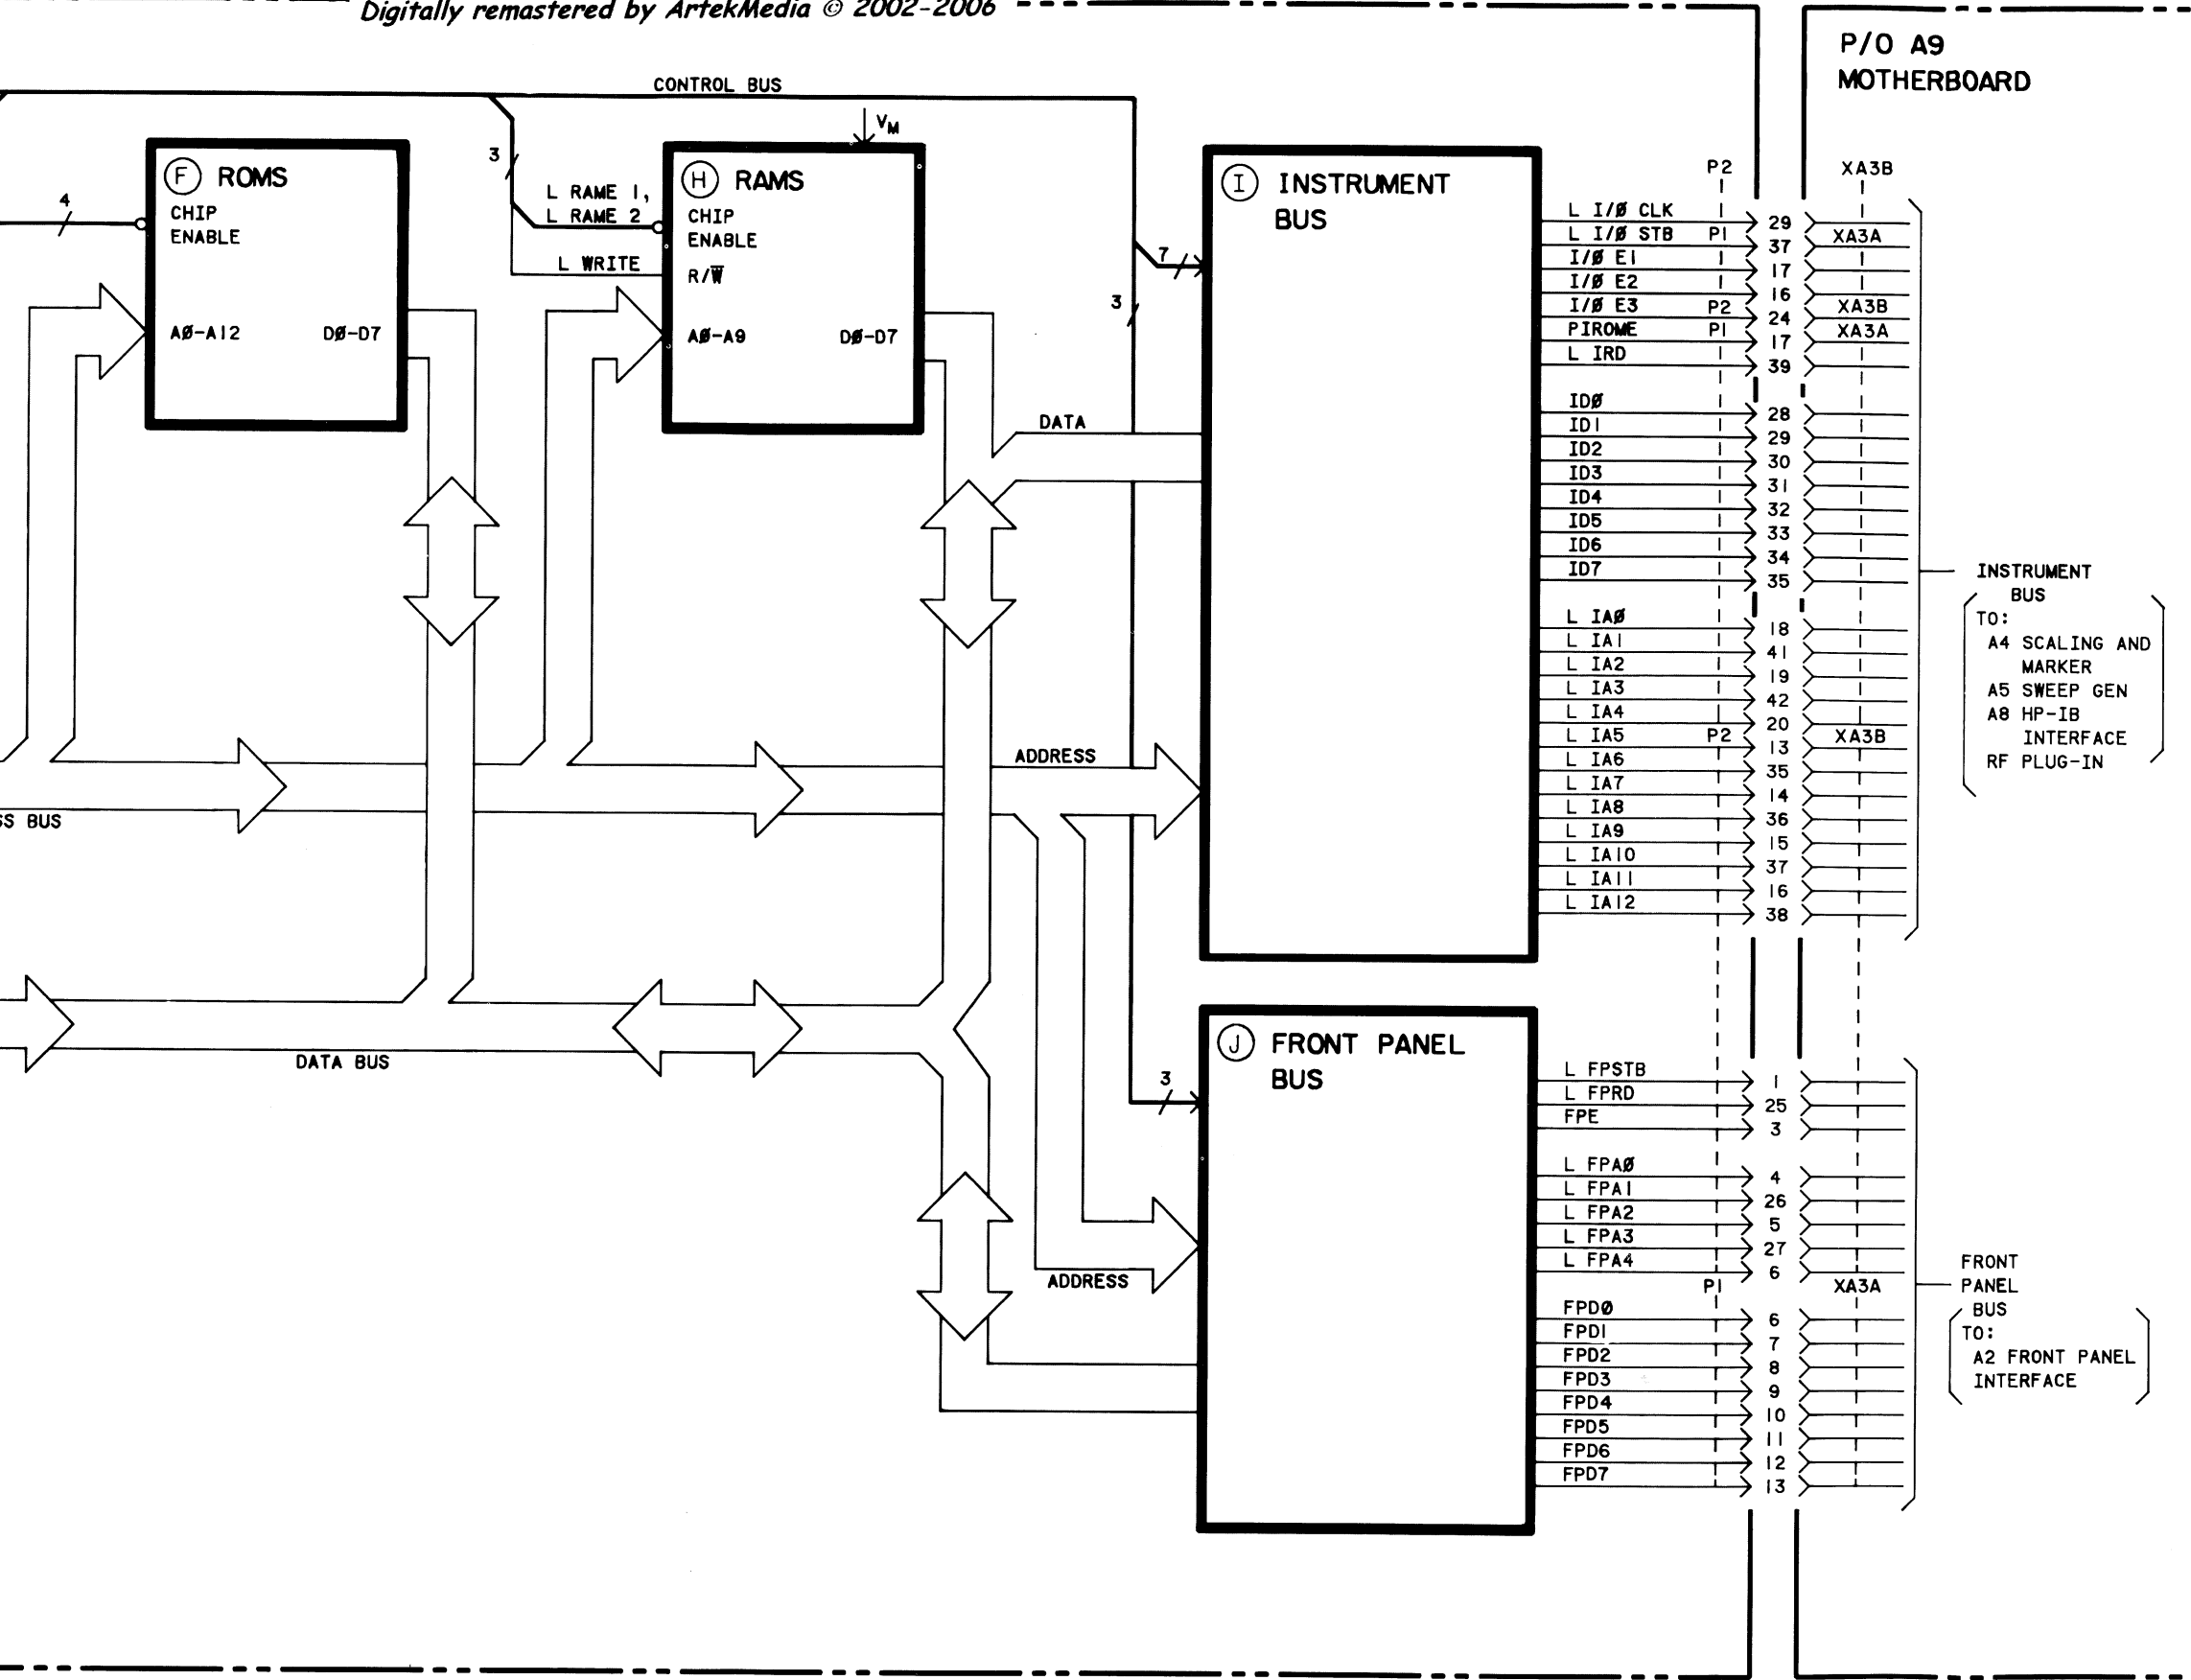 Digitally remastered by ArtekMedia © 2002-2006
P/O A9
MOTHERBOARD
CONTROL BUS
VM
4
F ROMS
CHIP
ENABLE
AØ-A12 DØ-D7
3
L RAME 1,
L RAME 2
L WRITE
H RAMS
CHIP
ENABLE
R/W̅
AØ-A9 DØ-D7
7
3
DATA
ADDRESS
SS BUS
DATA BUS
3
ADDRESS
I INSTRUMENT
BUS
P2 XA3B
L I/Ø CLK 29
L I/Ø STB P1 37 XA3A
I/Ø E1 17
I/Ø E2 16
I/Ø E3 P2 24 XA3B
PIROME P1 17 XA3A
L IRD 39
IDØ 28
ID1 29
ID2 30
ID3 31
ID4 32
ID5 33
ID6 34
ID7 35
L IAØ 18
L IA1 41
L IA2 19
L IA3 42
L IA4 20
L IA5 P2 13 XA3B
L IA6 35
L IA7 14
L IA8 36
L IA9 15
L IA10 37
L IA11 16
L IA12 38
INSTRUMENT
BUS
TO:
A4 SCALING AND
MARKER
A5 SWEEP GEN
A8 HP-IB
INTERFACE
RF PLUG-IN
J FRONT PANEL
BUS
L FPSTB 1
L FPRD 25
FPE 3
L FPAØ 4
L FPA1 26
L FPA2 5
L FPA3 27
L FPA4 6
P1 XA3A
FPDØ 6
FPD1 7
FPD2 8
FPD3 9
FPD4 10
FPD5 11
FPD6 12
FPD7 13
FRONT
PANEL
BUS
TO:
A2 FRONT PANEL
INTERFACE